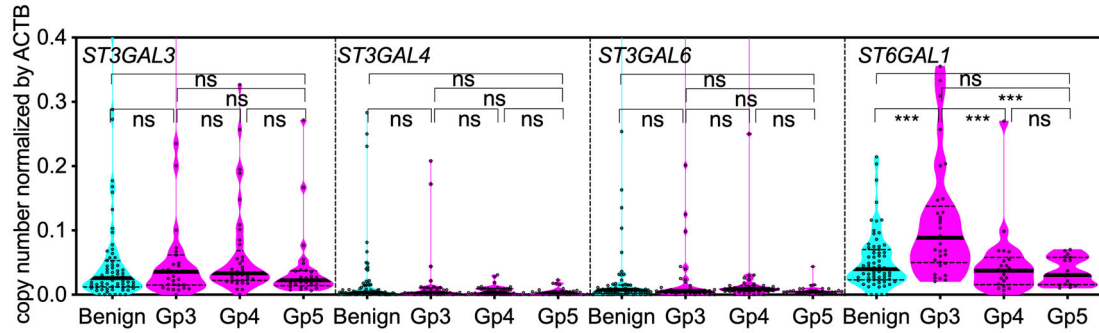 copy number normalized by ACTB
0.4
0.3
0.2
0.1
0.0
ST3GAL3 ST3GAL4 ST3GAL6 ST6GAL1
ns ns ns ns
ns ns ns ***
ns ns ns ns ns ns ns ns ns *** *** ns
Benign Gp3 Gp4 Gp5 Benign Gp3 Gp4 Gp5 Benign Gp3 Gp4 Gp5 Benign Gp3 Gp4 Gp5